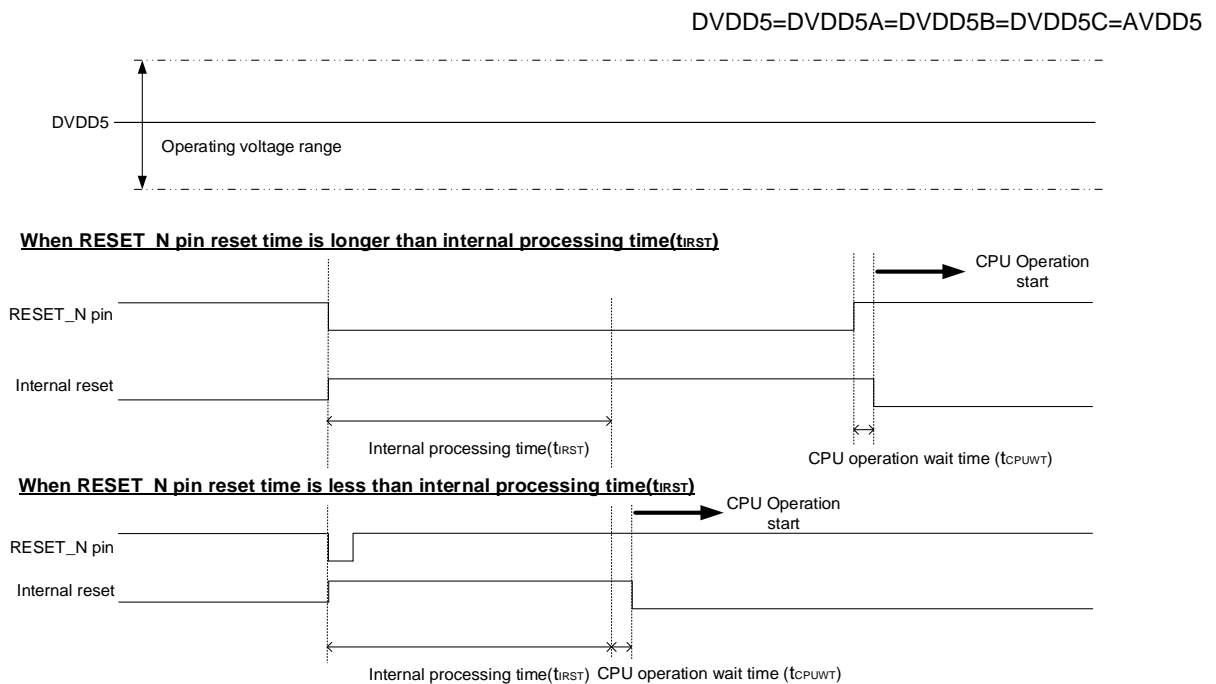 DVDD5=DVDD5A=DVDD5B=DVDD5C=AVDD5
DVDD5
Operating voltage range
When RESET_N pin reset time is longer than internal processing time(tIRST)
CPU Operation
start
RESET_N pin
Internal reset
Internal processing time(tIRST)
CPU operation wait time (tCPUWT)
When RESET_N pin reset time is less than internal processing time(tIRST)
CPU Operation
start
RESET_N pin
Internal reset
Internal processing time(tIRST) CPU operation wait time (tCPUWT)